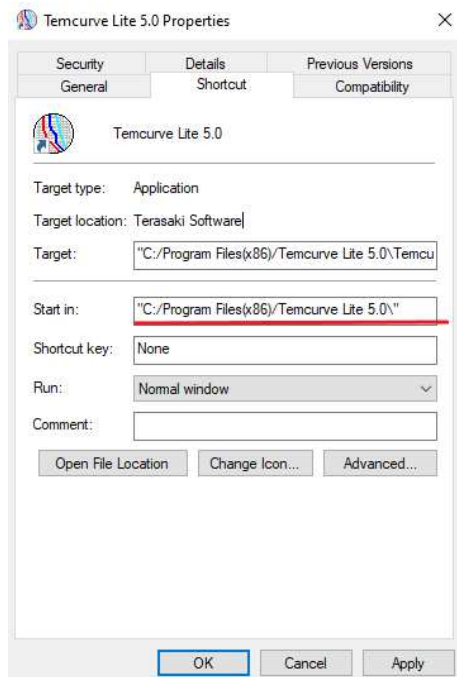 Temcurve Lite 5.0 Properties
Security Details Previous Versions
General Shortcut Compatibility
Temcurve Lite 5.0
Target type: Application
Target location: Terasaki Software
Target: "C:/Program Files(x86)/Temcurve Lite 5.0\Temcu
Start in: "C:/Program Files(x86)/Temcurve Lite 5.0\"
Shortcut key: None
Run: Normal window
Comment:
Open File Location Change Icon... Advanced...
OK Cancel Apply